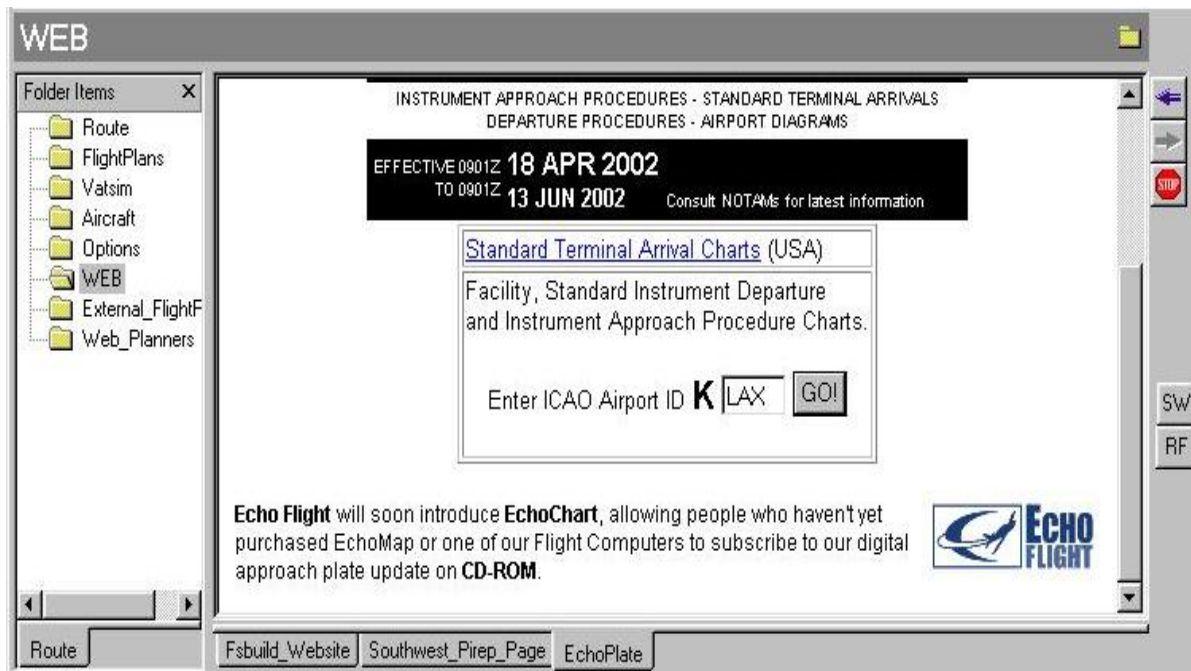 WEB
Folder Items X
Route
FlightPlans
Vatsim
Aircraft
Options
WEB
External_FlightF
Web_Planners
Route
INSTRUMENT APPROACH PROCEDURES - STANDARD TERMINAL ARRIVALS
DEPARTURE PROCEDURES - AIRPORT DIAGRAMS
EFFECTIVE 0901Z 18 APR 2002
TO 0901Z 13 JUN 2002 Consult NOTAMs for latest information
Standard Terminal Arrival Charts (USA)
Facility, Standard Instrument Departure
and Instrument Approach Procedure Charts.
Enter ICAO Airport ID K LAX GO!
Echo Flight will soon introduce EchoChart, allowing people who haven't yet
purchased EchoMap or one of our Flight Computers to subscribe to our digital
approach plate update on CD-ROM.
ECHO
FLIGHT
Fsbuild_Website Southwest_Pirep_Page EchoPlate
STOP
SW
RF